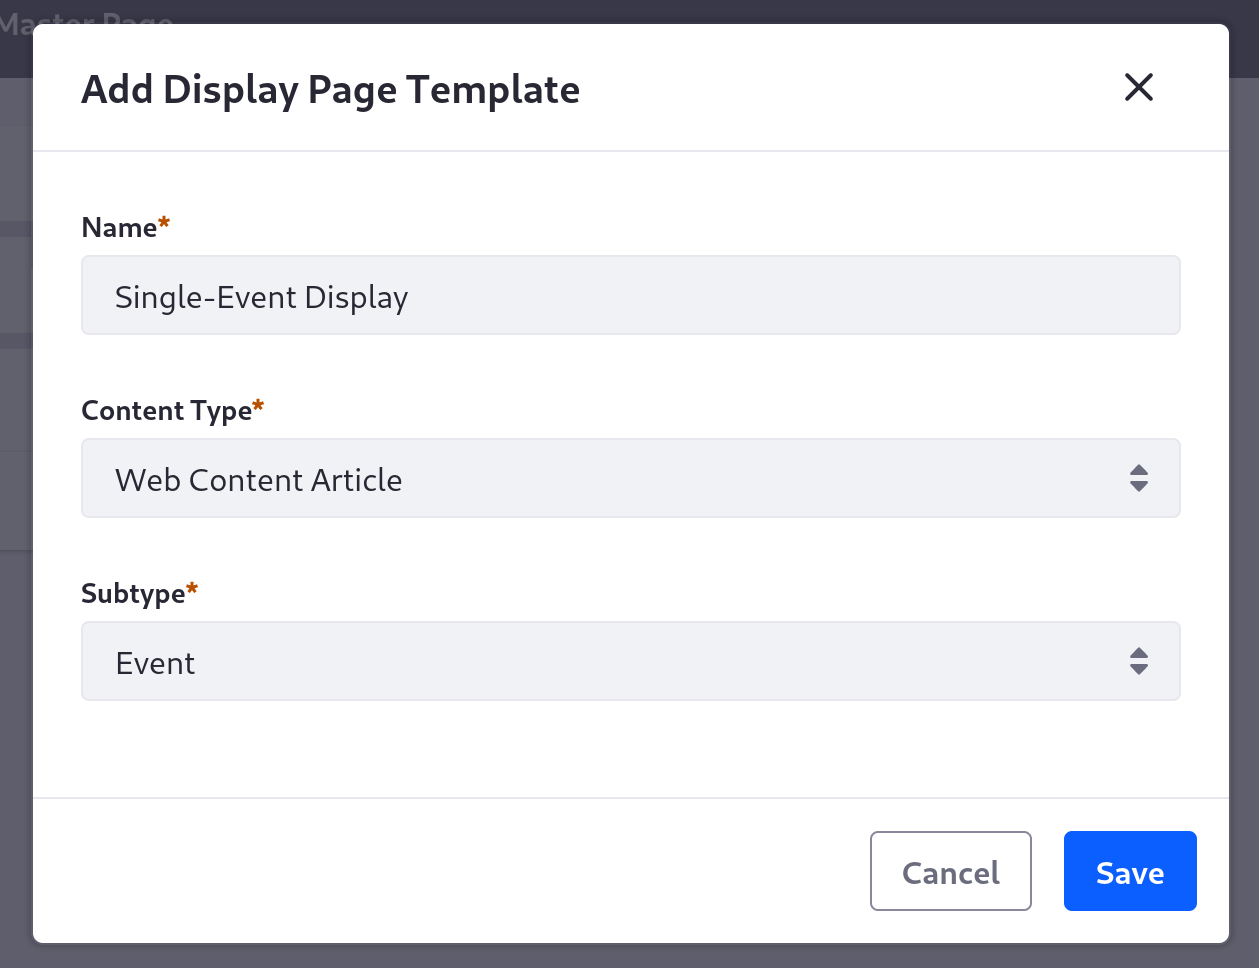 Master Page
Add Display Page Template
Name*
Single-Event Display
Content Type*
Web Content Article
Subtype*
Event
Cancel
Save